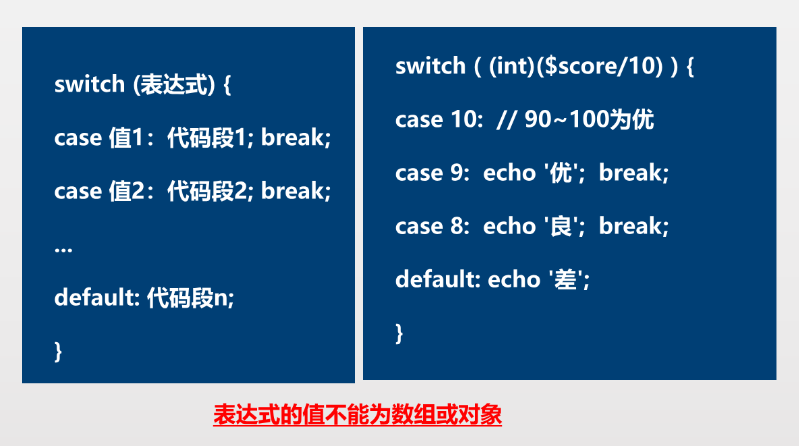 switch (表达式) {
case 值1：代码段1; break;
case 值2：代码段2; break;
...
default: 代码段n;
}
switch ( (int)($score/10) ) {
case 10:  // 90~100为优
case 9:  echo '优';  break;
case 8:  echo '良';  break;
default: echo '差';
}
表达式的值不能为数组或对象